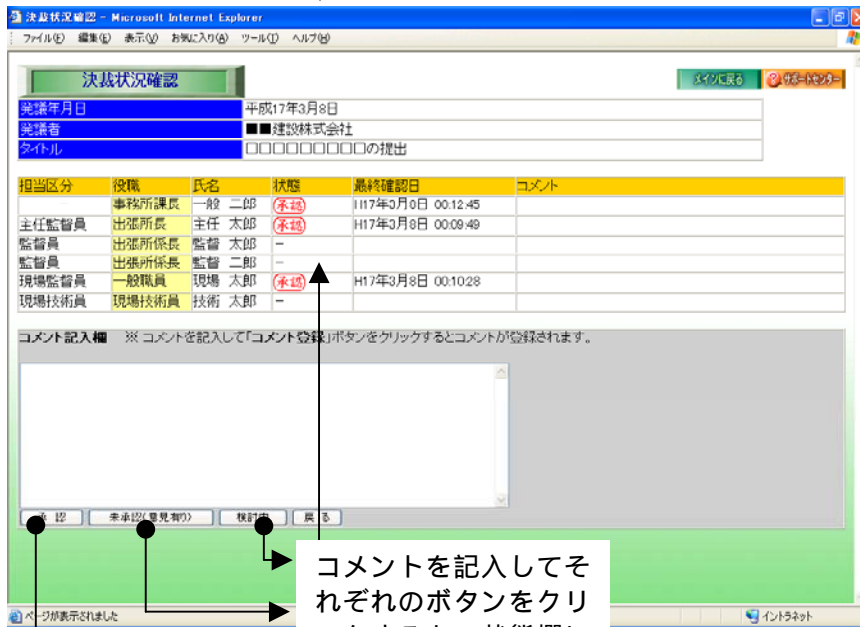 決裁状況確認 - Microsoft Internet Explorer
ファイル(F) 編集(E) 表示(V) お気に入り(A) ツール(T) ヘルプ(H)
決裁状況確認 メインに戻る サポートセンター
発議年月日 平成17年3月8日
発議者 ■■建設株式会社
タイトル □□□□□□□□□の提出
担当区分 役職 氏名 状態 最終確認日 コメント
事務所課長 一般 二郎 承認 H17年3月8日 00:12:45
主任監督員 出張所長 主任 太郎 承認 H17年3月8日 00:09:49
監督員 出張所係長 監督 太郎 -
監督員 出張所係長 監督 二郎 -
現場監督員 一般職員 現場 太郎 承認 H17年3月8日 00:10:28
現場技術員 現場技術員 技術 太郎 -
コメント記入欄 ※ コメントを記入して「コメント登録」ボタンをクリックするとコメントが登録されます。
承 認 未承認(意見有り) 検討中 戻 る
コメントを記入してそ
れぞれのボタンをクリ
ページが表示されました イントラネット